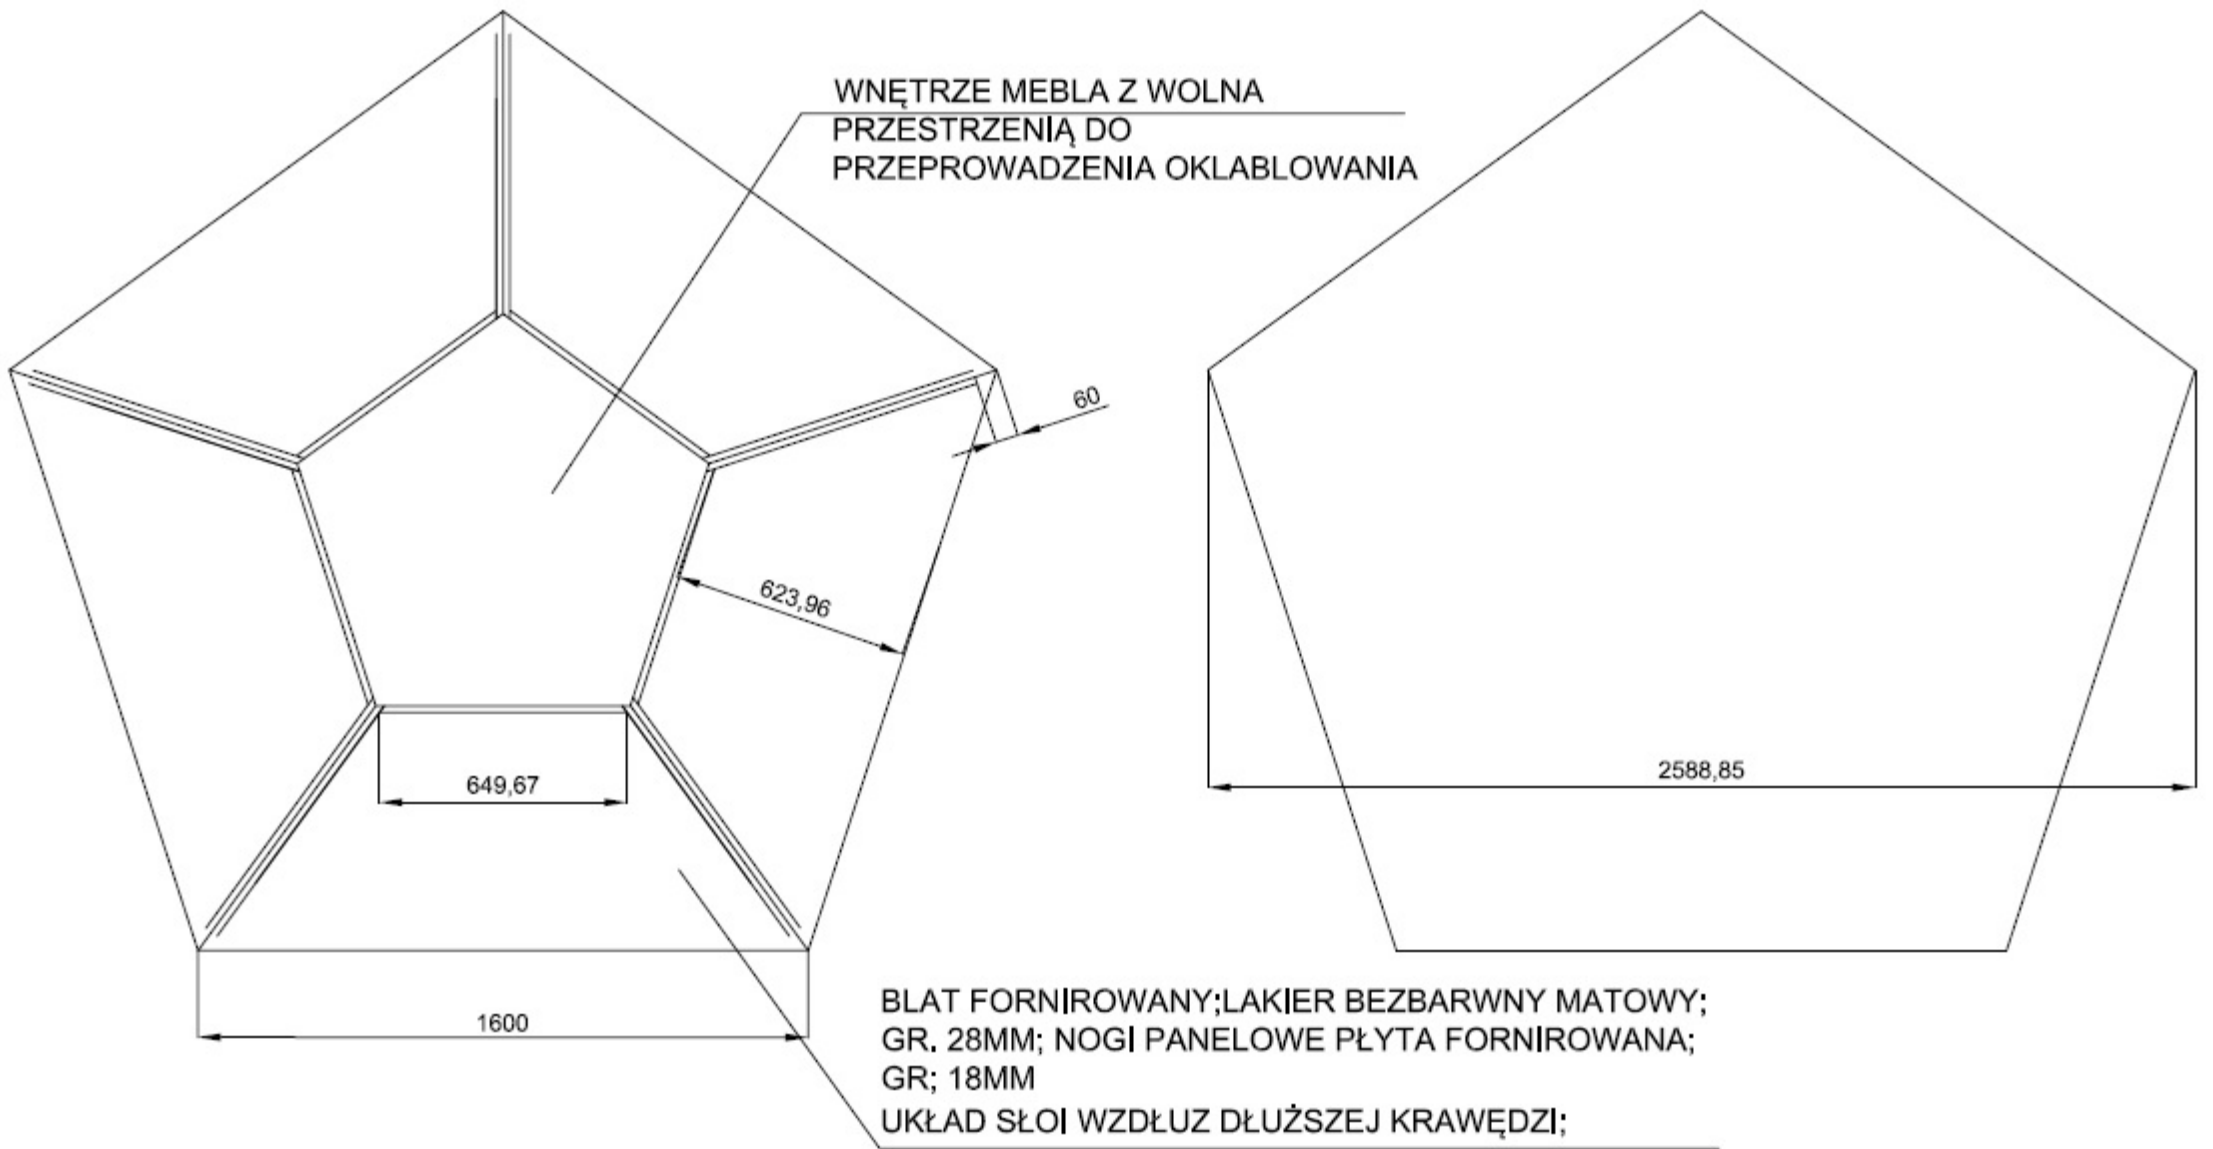 WNĘTRZE MEBLA Z WOLNA
PRZESTRZENIĄ DO
PRZEPROWADZENIA OKLABLOWANIA
60
623,96
649,67
2588,85
1600
BLAT FORNIROWANY;LAKIER BEZBARWNY MATOWY;
GR. 28MM; NOGI PANELOWE PŁYTA FORNIROWANA;
GR; 18MM
UKŁAD SŁOI WZDŁUZ DŁUŻSZEJ KRAWĘDZI;